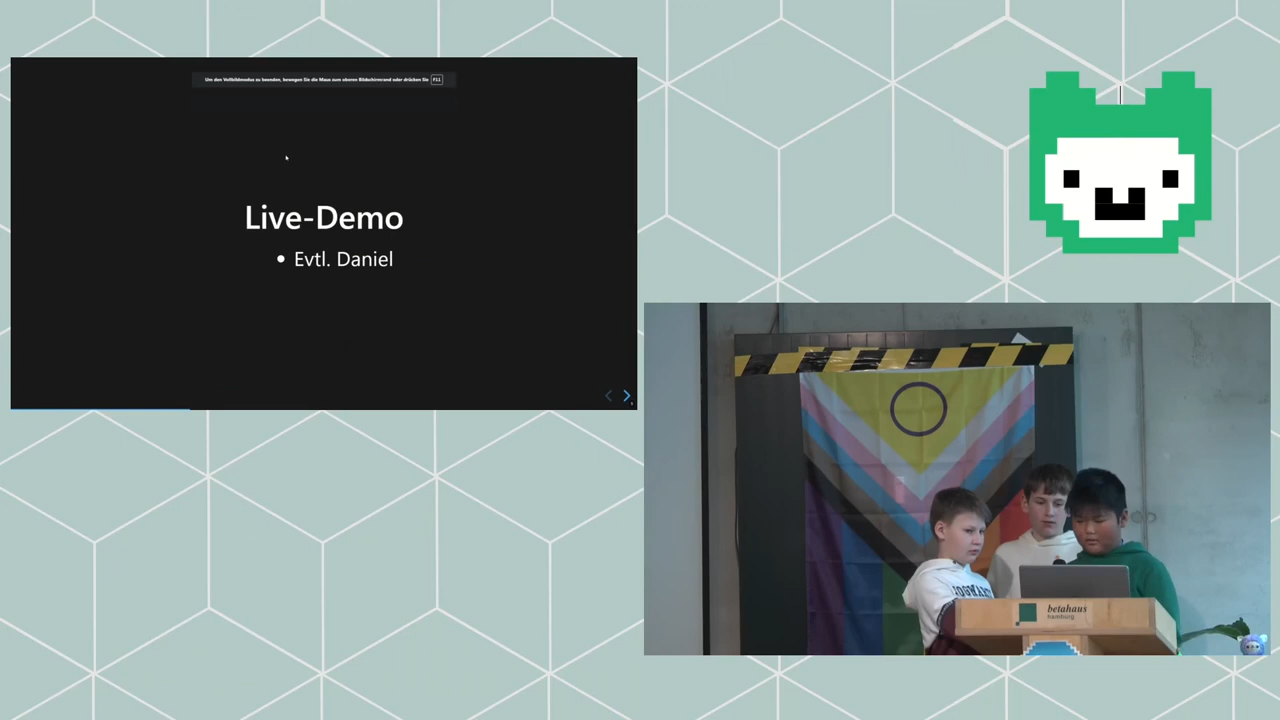 Um den Vollbildmodus zu beenden, bewegen Sie die Maus zum oberen Bildschirmrand oder drücken Sie F11
Live-Demo
• Evtl. Daniel
betahaus
hamburg